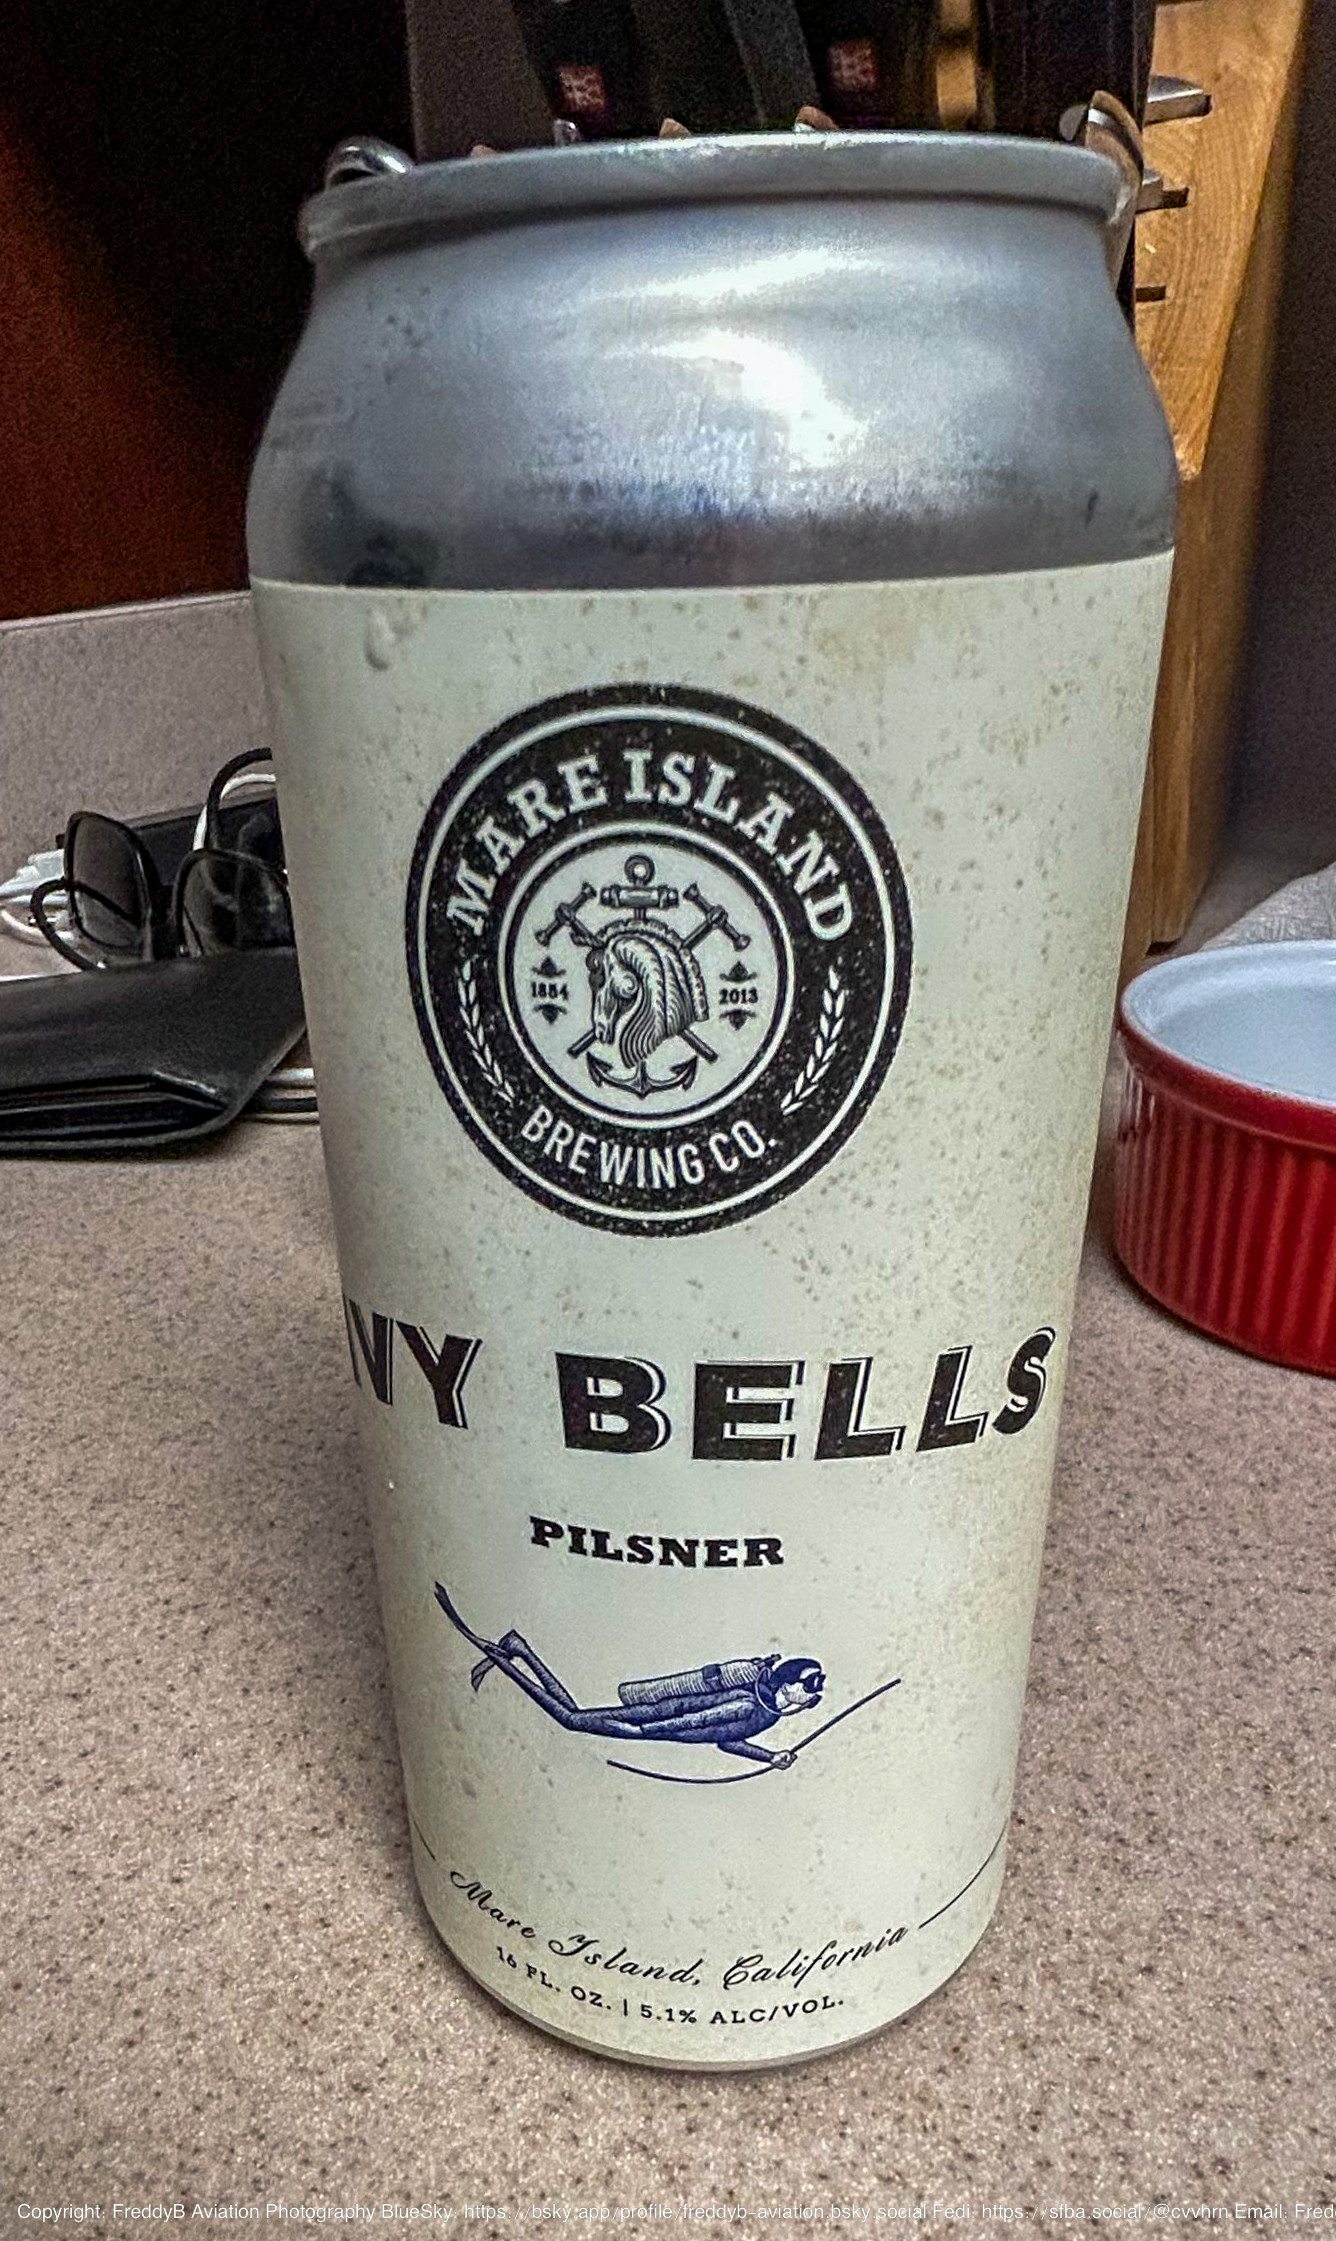 MARE ISLAND
1854 2013
BREWING CO.
NY BELLS
PILSNER
Mare Island, California
16 FL. OZ. | 5.1% ALC/VOL.
Copyright: FreddyB Aviation Photography BlueSky: https://bsky.app/profile/freddyb-aviation.bsky.social Fedi: https://sfba.social/@cvvhrn Email: Fred